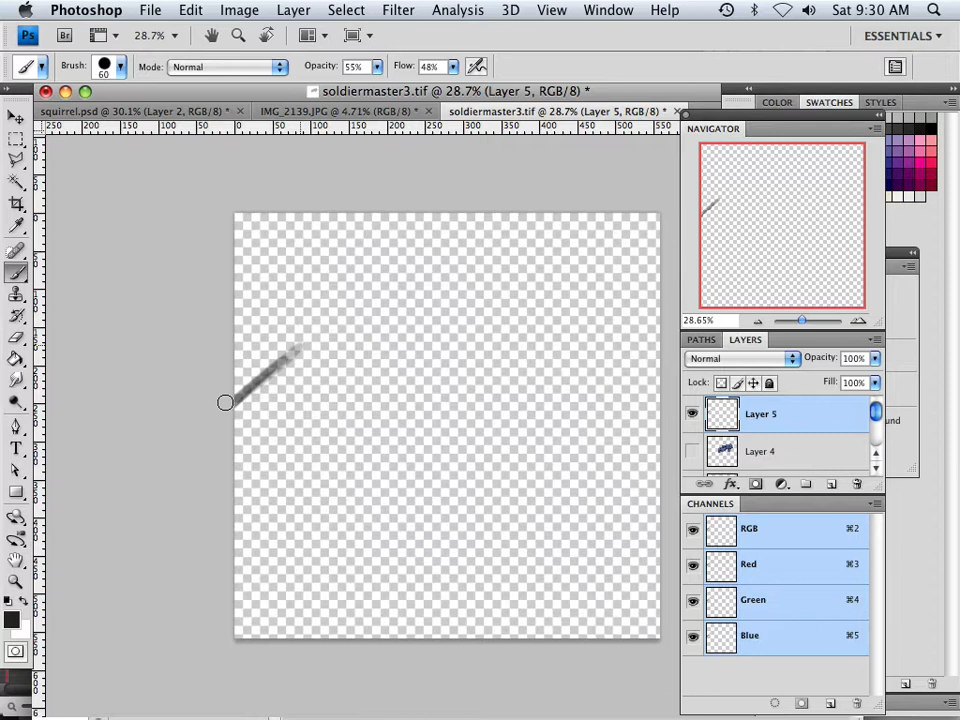 Photoshop File Edit Image Layer Select Filter Analysis 3D View Window Help Sat 9:30 AM
Ps Br 28.7% ESSENTIALS
Brush: 60 Mode: Normal Opacity: 55% Flow: 48%
soldiermaster3.tif @ 28.7% (Layer 5, RGB/8) *
COLOR SWATCHES STYLES
squirrel.psd @ 30.1% (Layer 2, RGB/8) * IMG_2139.JPG @ 4.71% (RGB/8) * soldiermaster3.tif @ 28.7% (Layer 5, RGB/8) *
250 200 150 100 50 0 50 100 150 200 250 300 350 400 450 500 550
NAVIGATOR
28.65%
PATHS LAYERS
Normal Opacity: 100%
Lock: Fill: 100%
Layer 5
Layer 4
fx
CHANNELS
RGB ⌘2
Red ⌘3
Green ⌘4
Blue ⌘5